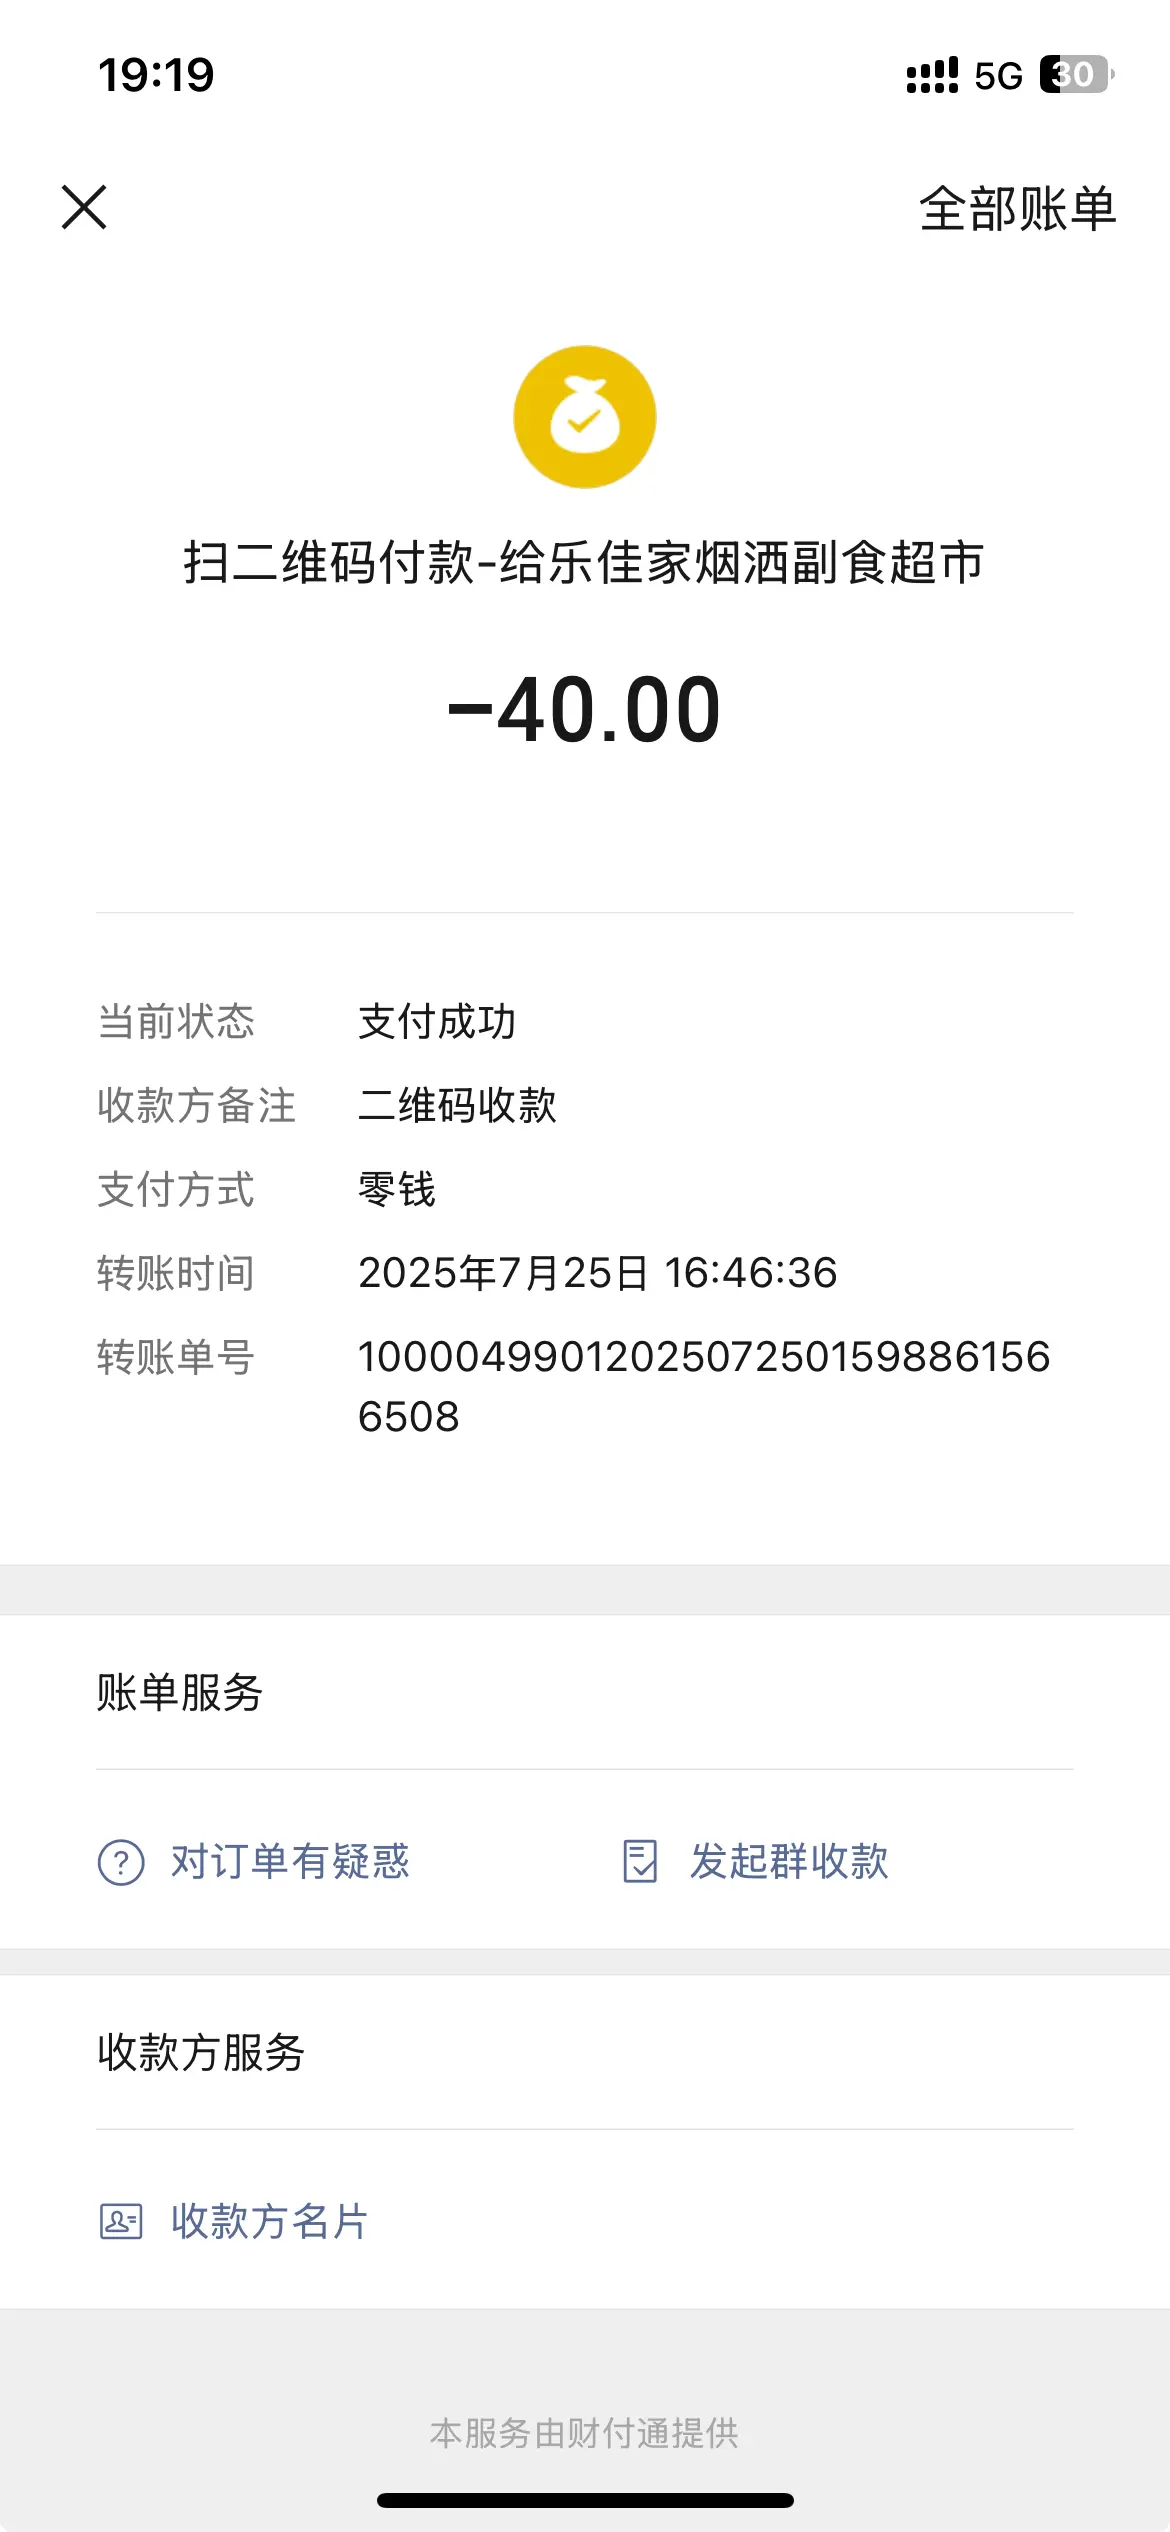 19:19
5G 30
全部账单
扫二维码付款-给乐佳家烟洒副食超市
-40.00
当前状态 支付成功
收款方备注 二维码收款
支付方式 零钱
转账时间 2025年7月25日 16:46:36
转账单号 1000049901202507250159886156
6508
账单服务
对订单有疑惑 发起群收款
收款方服务
收款方名片
本服务由财付通提供